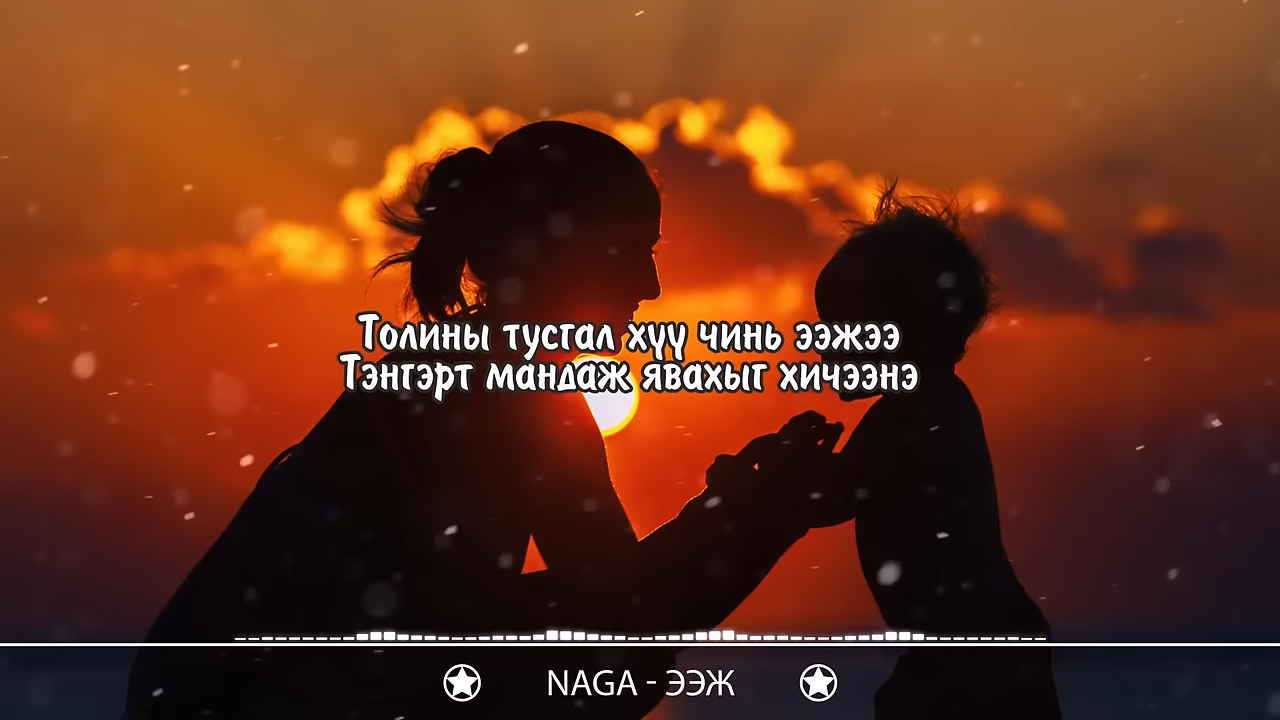 Толины тусгал хүү чинь ээжээ
Тэнгэрт мандаж явахыг хичээнэ
NAGA - ЭЭЖ